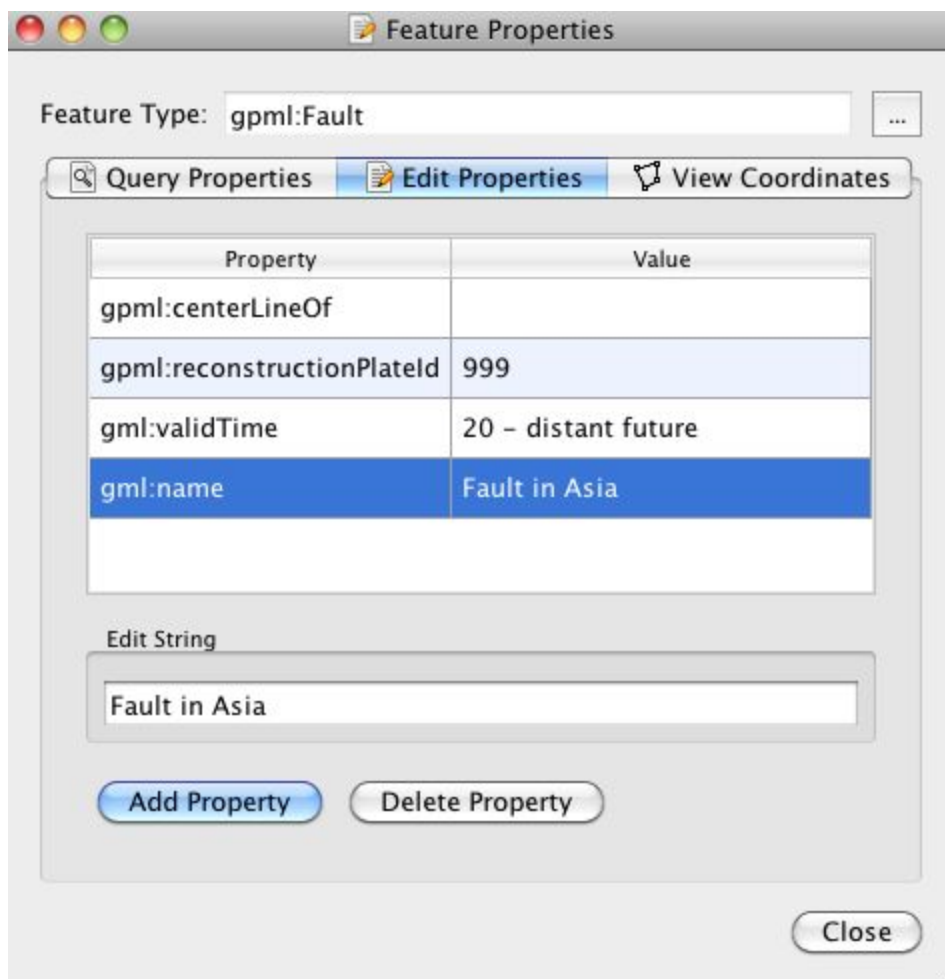 Feature Properties
Feature Type: gpml:Fault ...
Query Properties Edit Properties View Coordinates
Property Value
gpml:centerLineOf
gpml:reconstructionPlateId 999
gml:validTime 20 – distant future
gml:name Fault in Asia
Edit String
Fault in Asia
Add Property Delete Property
Close